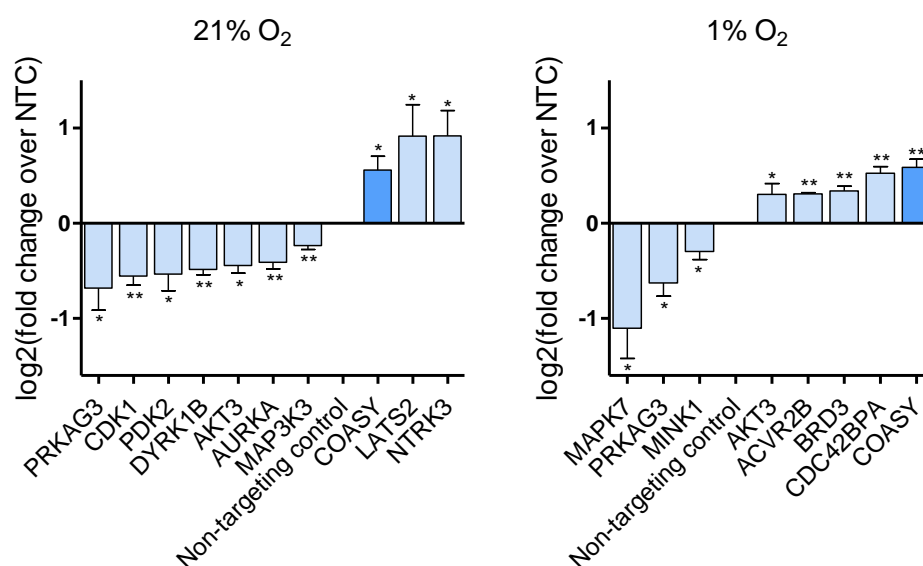 21% O2
log2(fold change over NTC)
1
0
-1
*
**
*
**
*
**
**
*
*
*
PRKAG3
CDK1
PDK2
DYRK1B
AKT3
AURKA
MAP3K3
Non-targeting control
COASY
LATS2
NTRK3
1% O2
log2(fold change over NTC)
1
0
-1
*
*
*
*
**
**
**
**
MAPK7
PRKAG3
MINK1
Non-targeting control
AKT3
ACVR2B
BRD3
CDC42BPA
COASY